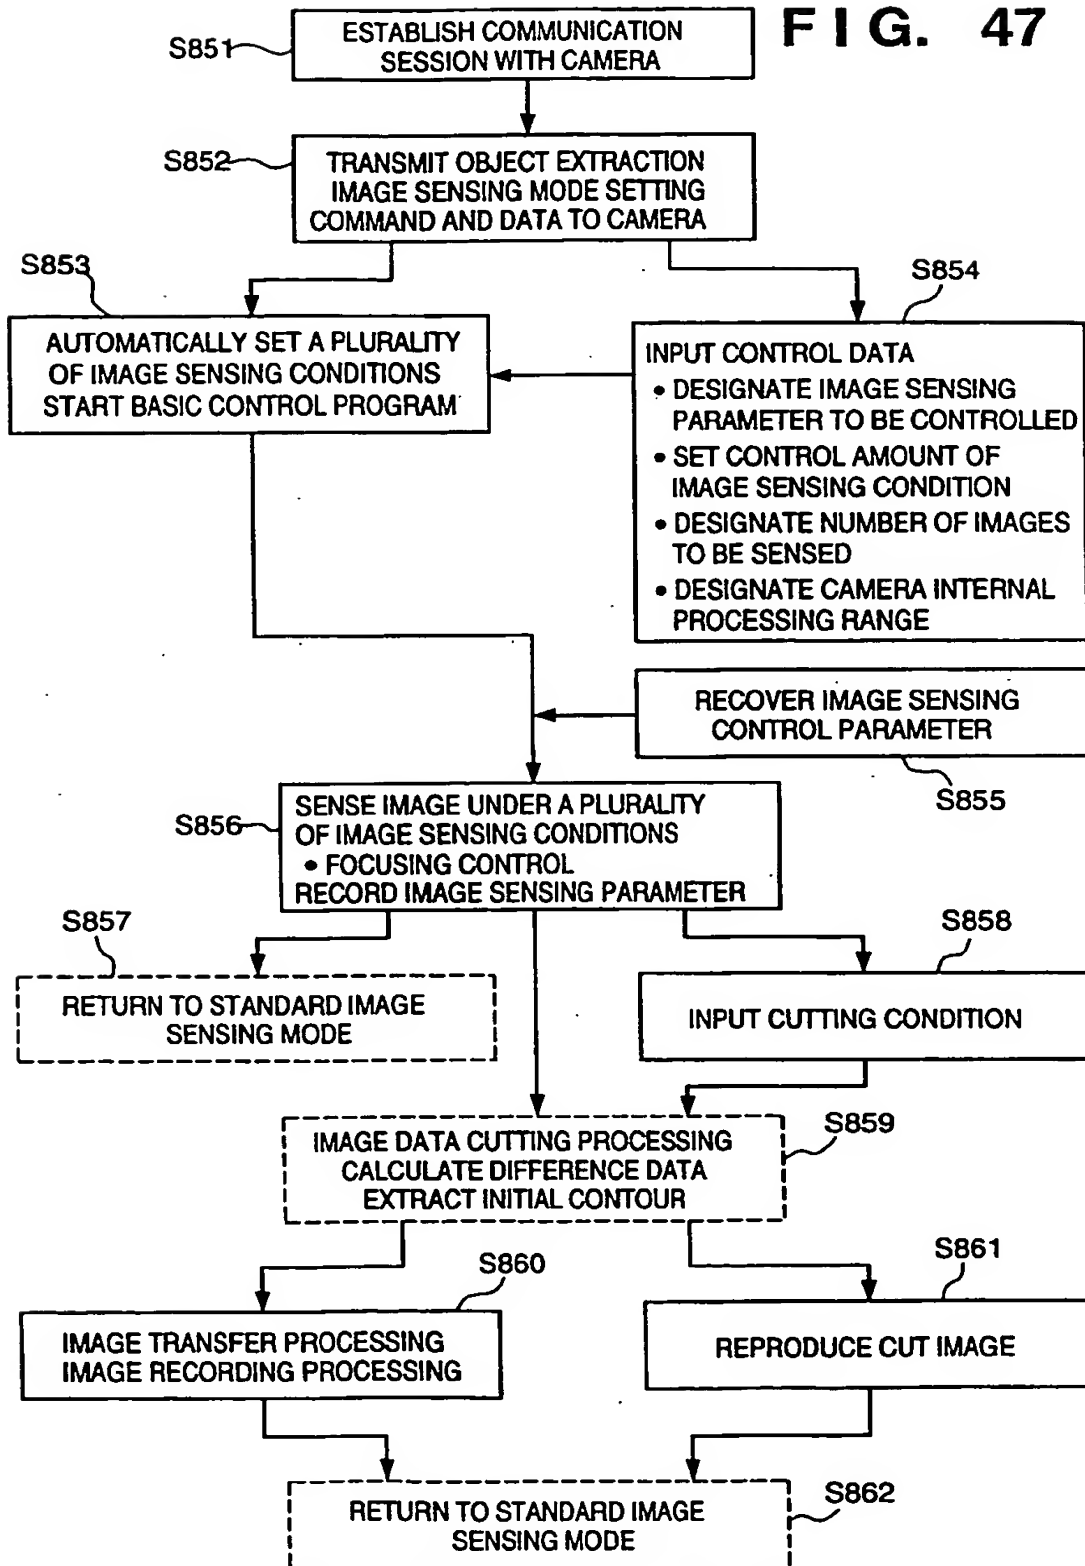 FIG. 47
S851
ESTABLISH COMMUNICATION
SESSION WITH CAMERA
S852
TRANSMIT OBJECT EXTRACTION
IMAGE SENSING MODE SETTING
COMMAND AND DATA TO CAMERA
S853
AUTOMATICALLY SET A PLURALITY
OF IMAGE SENSING CONDITIONS
START BASIC CONTROL PROGRAM
S854
INPUT CONTROL DATA
• DESIGNATE IMAGE SENSING
PARAMETER TO BE CONTROLLED
• SET CONTROL AMOUNT OF
IMAGE SENSING CONDITION
• DESIGNATE NUMBER OF IMAGES
TO BE SENSED
• DESIGNATE CAMERA INTERNAL
PROCESSING RANGE
RECOVER IMAGE SENSING
CONTROL PARAMETER
S855
S856
SENSE IMAGE UNDER A PLURALITY
OF IMAGE SENSING CONDITIONS
• FOCUSING CONTROL
RECORD IMAGE SENSING PARAMETER
S857
RETURN TO STANDARD IMAGE
SENSING MODE
S858
INPUT CUTTING CONDITION
S859
IMAGE DATA CUTTING PROCESSING
CALCULATE DIFFERENCE DATA
EXTRACT INITIAL CONTOUR
S860
IMAGE TRANSFER PROCESSING
IMAGE RECORDING PROCESSING
S861
REPRODUCE CUT IMAGE
S862
RETURN TO STANDARD IMAGE
SENSING MODE